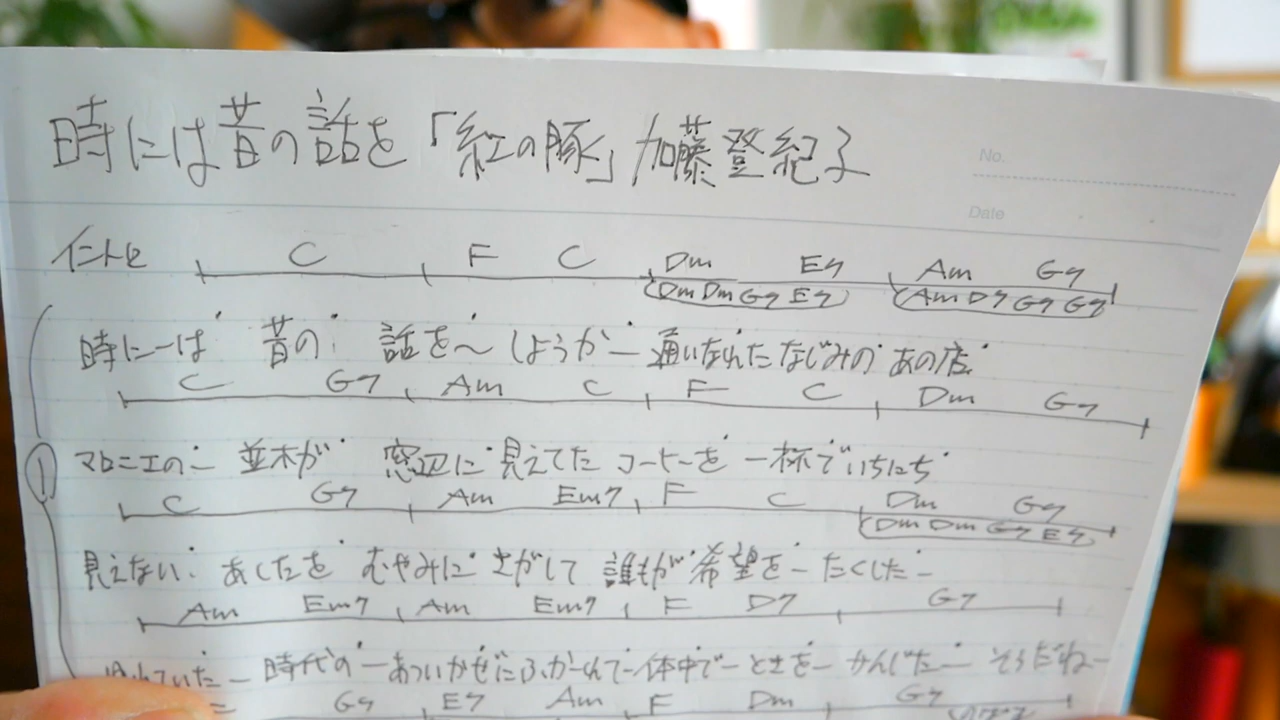 時には昔の話を「紅の豚」加藤登紀子
No.
Date
イントロ C F C Dm E7 Am G7
(Dm Dm G7 E7) (Am D7 G7 G7)
時にーは 昔の 話を〜しようかー通いなれた なじみの あの店
C G7 Am C F C Dm G7
① マロニエのー 並木が 窓辺に見えてた コーヒーを 一杯でいちにち
C G7 Am Em7 F C Dm G7
(Dm Dm G7 E7)
見えない あしたを むやみに さがして 誰もが希望をーたくしたー
Am Em7 Am Em7 F D7 G7
ていたー 時代のーあついかぜにふかーれてー体中でーときをー かんじたー そうだねー
G7 E7 Am F Dm G7